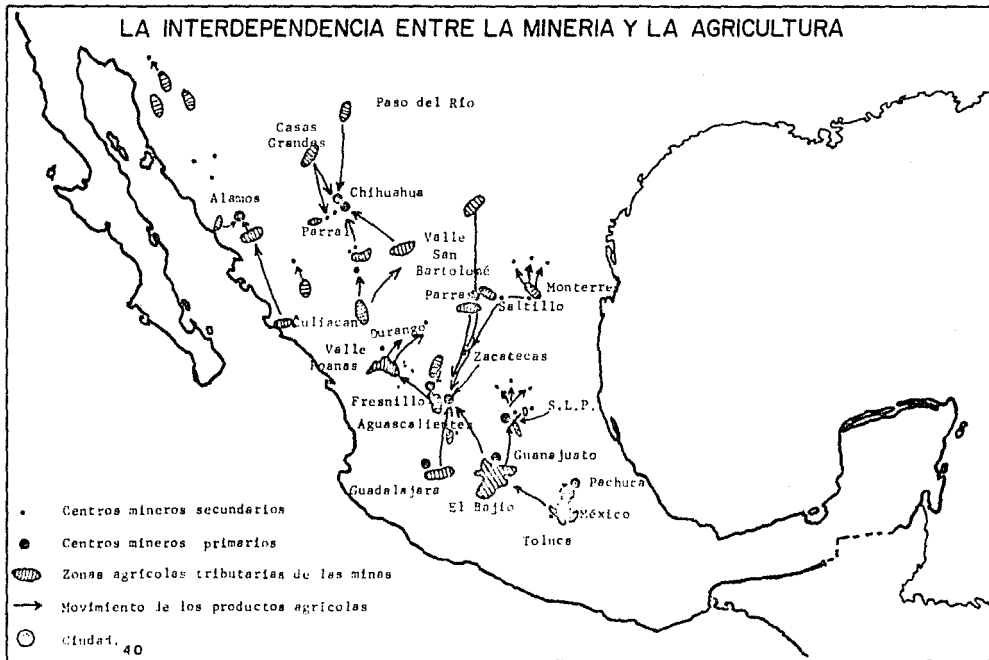 LA INTERDEPENDENCIA ENTRE LA MINERIA Y LA AGRICULTURA
Paso del Río
Casas
Grandes
Chihuahua
Alamos
Parral
Valle
San
Bartolomé
Parras
Monterre
Saltillo
Culiacan
Durango
Valle
Poanas
Zacatecas
Fresnillo
S.L.P.
Aguascalientes
Guanajuato
Guadalajara
Pachuca
El Bajío
México
Toluca
Centros mineros secundarios
Centros mineros primarios
Zonas agrícolas tributarias de las minas
Movimiento de los productos agrícolas
Ciudad.
40